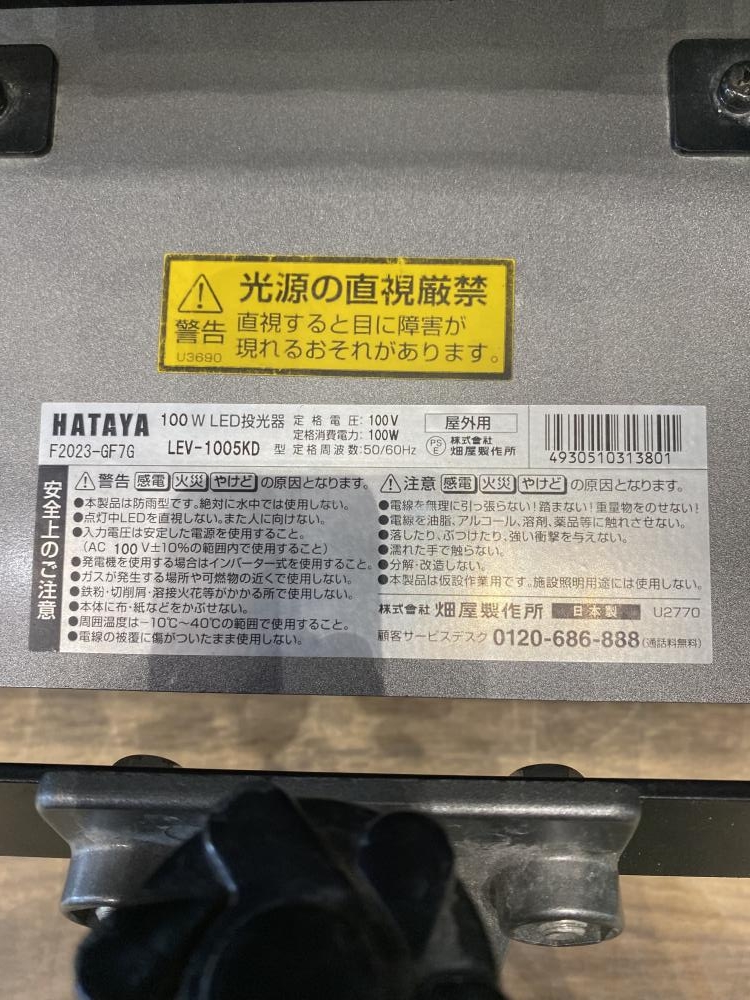 光源の直視厳禁
警告
直視すると目に障害が
現れるおそれがあります。
U3690
HATAYA 100W LED投光器 定格電圧:100V 屋外用
定格消費電力:100W
F2023-GF7G LEV-1005KD 型 定格周波数:50/60Hz
PSE 株式会社 畑屋製作所
4930510313801
安全上のご注意
警告 感電 火災 やけど の原因となります。
●本製品は防雨型です。絶対に水中では使用しない。
●点灯中LEDを直視しない。また人に向けない。
●入力電圧は安定した電源を使用すること。
(AC 100V±10%の範囲内で使用すること)
●発電機を使用する場合はインバーター式を使用すること。
●ガスが発生する場所や可燃物の近くで使用しない。
●鉄粉・切削屑・溶接火花等がかかる所で使用しない。
●本体に布・紙などをかぶせない。
●周囲温度は-10℃~40℃の範囲で使用すること。
●電線の被覆に傷がついたまま使用しない。
注意 感電 火災 やけど の原因となります。
●電線を無理に引っ張らない!踏まない!重量物をのせない!
●電線を油脂、アルコール、溶剤、薬品等に触れさせない。
●落したり、ぶつけたり、強い衝撃を与えない。
●濡れた手で触らない。
●分解・改造しない。
●本製品は仮設作業用です。施設照明用途には使用しない。
株式会社 畑屋製作所 日本製 U2770
顧客サービスデスク 0120-686-888(通話料無料)